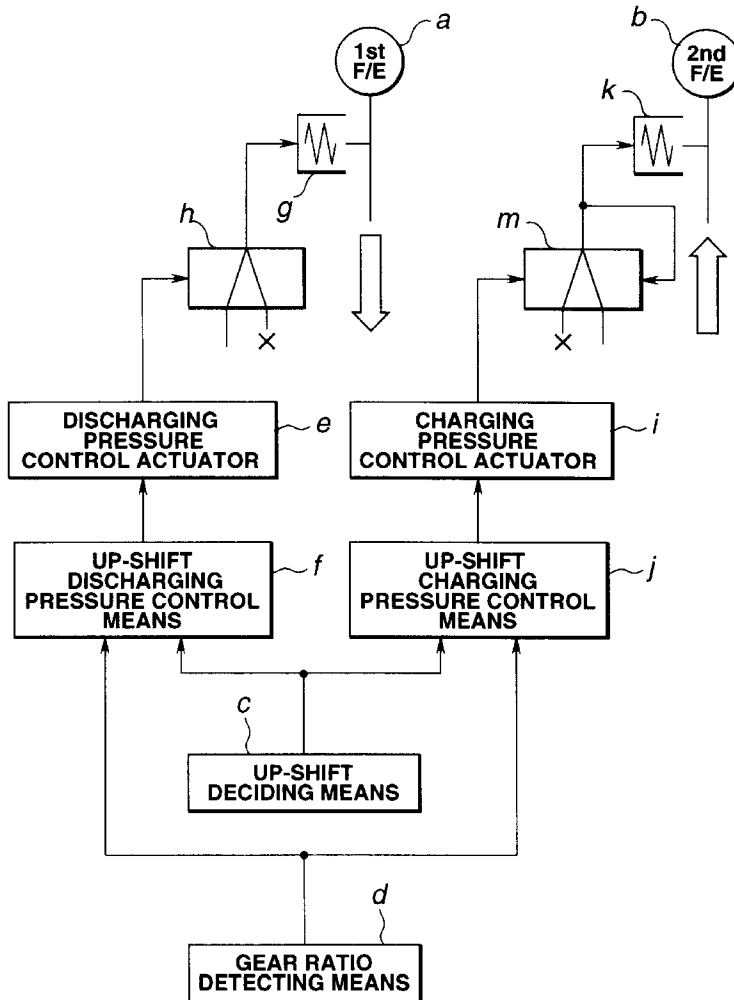 a
1st
F/E
b
2nd
F/E
k
g
h
m
DISCHARGING
PRESSURE
CONTROL ACTUATOR
e
CHARGING
PRESSURE
CONTROL ACTUATOR
i
UP-SHIFT
DISCHARGING
PRESSURE CONTROL
MEANS
f
UP-SHIFT
CHARGING
PRESSURE CONTROL
MEANS
j
c
UP-SHIFT
DECIDING MEANS
d
GEAR RATIO
DETECTING MEANS